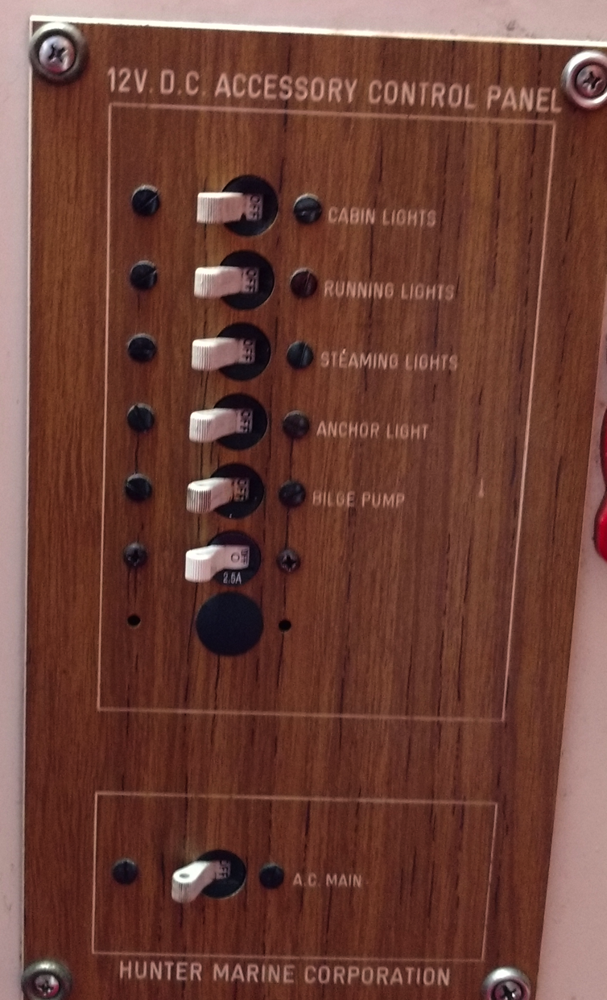 12V. D.C. ACCESSORY CONTROL PANEL
OFF CABIN LIGHTS
OFF RUNNING LIGHTS
OFF STEAMING LIGHTS
OFF ANCHOR LIGHT
OFF BILGE PUMP
OFF
2.5A
OFF A.C. MAIN
HUNTER MARINE CORPORATION